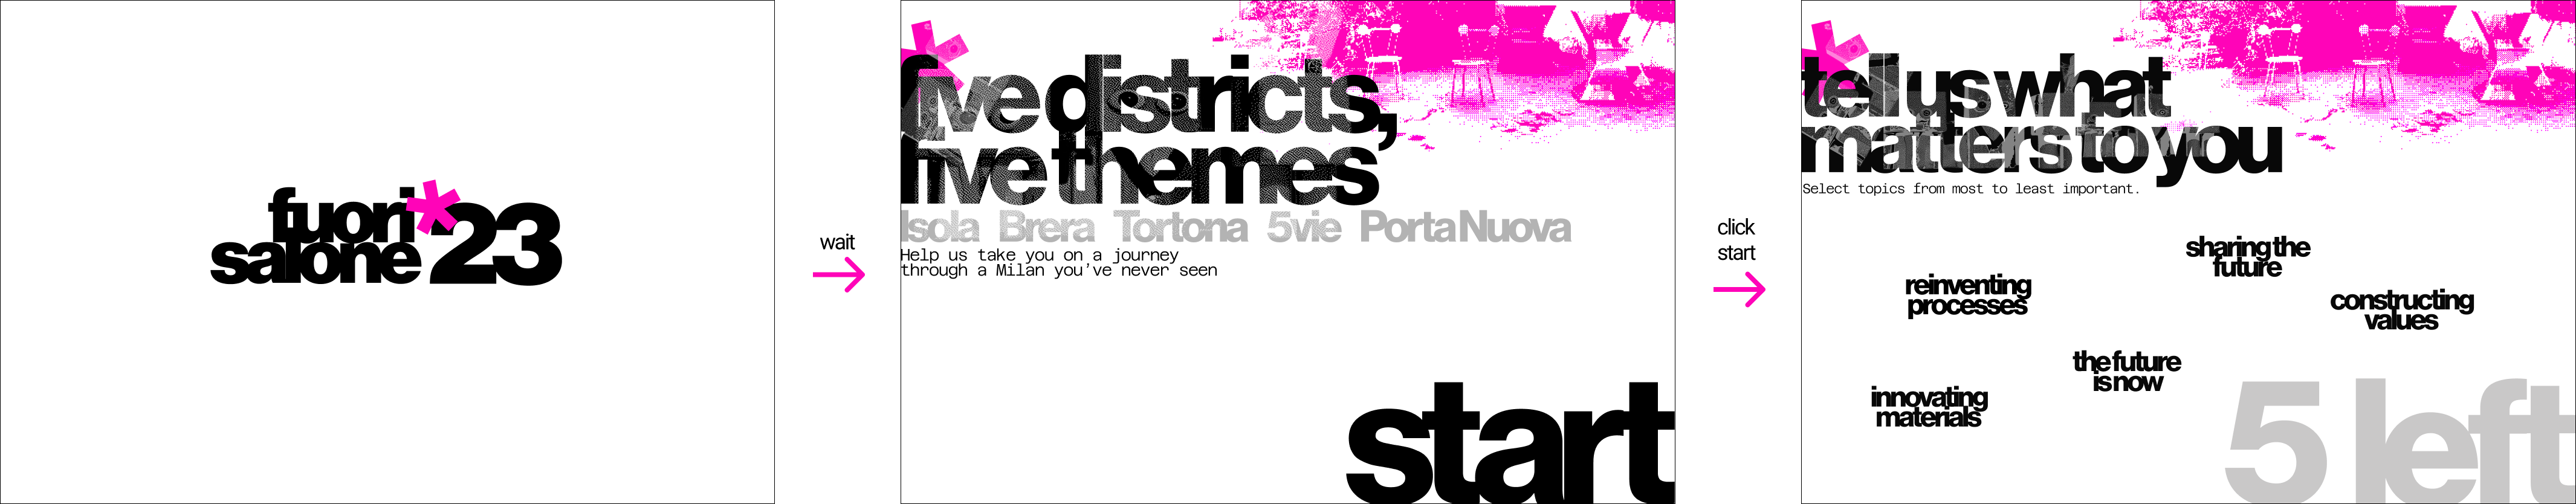 fuori
salone
*23
wait
five districts,
five themes
Isola Brera Tortona 5vie Porta Nuova
Help us take you on a journey
through a Milan you've never seen
start
click
start
tell us what
matters to you
Select topics from most to least important.
sharing the
future
reinventing
processes
constructing
values
the future
is now
innovating
materials
5 left